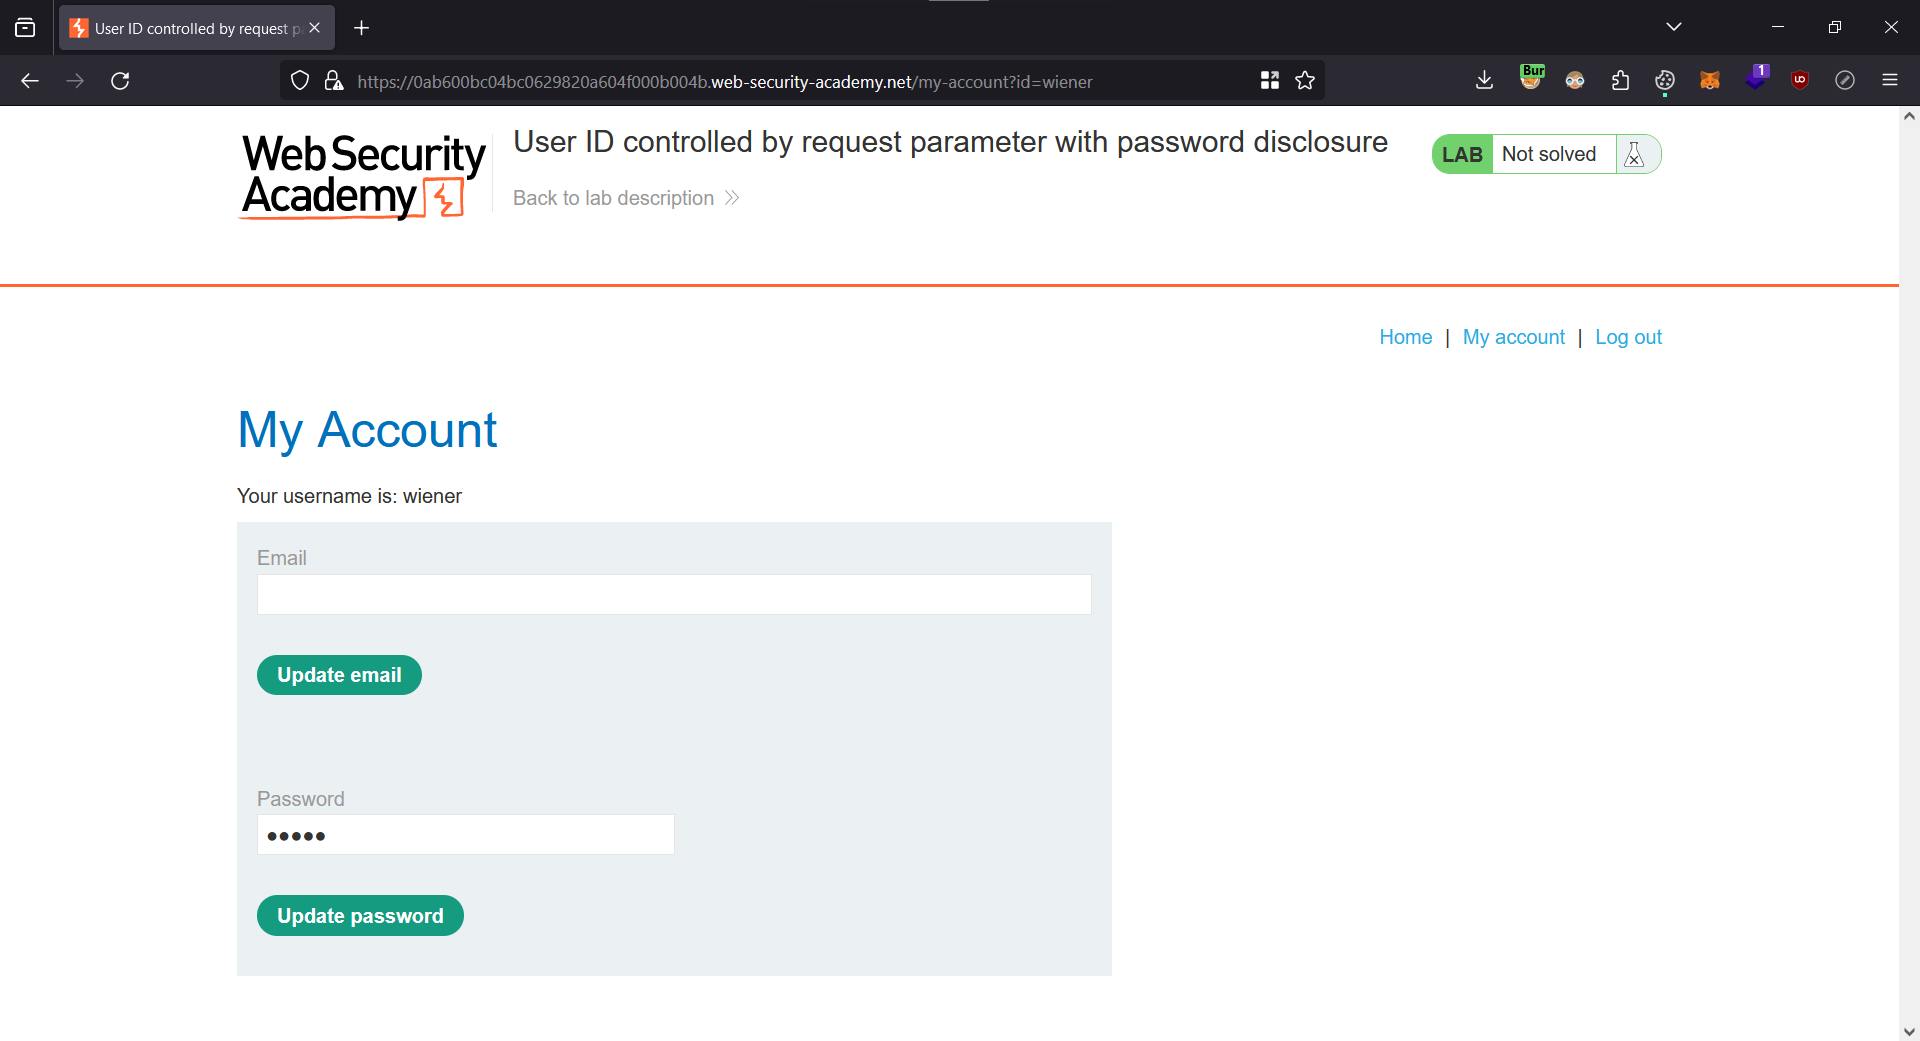 User ID controlled by request p
https://0ab600bc04bc0629820a604f000b004b.web-security-academy.net/my-account?id=wiener
Bur
1
Web Security
Academy
User ID controlled by request parameter with password disclosure
Back to lab description
LAB Not solved
Home | My account | Log out
My Account
Your username is: wiener
Email
Update email
Password
●●●●●
Update password